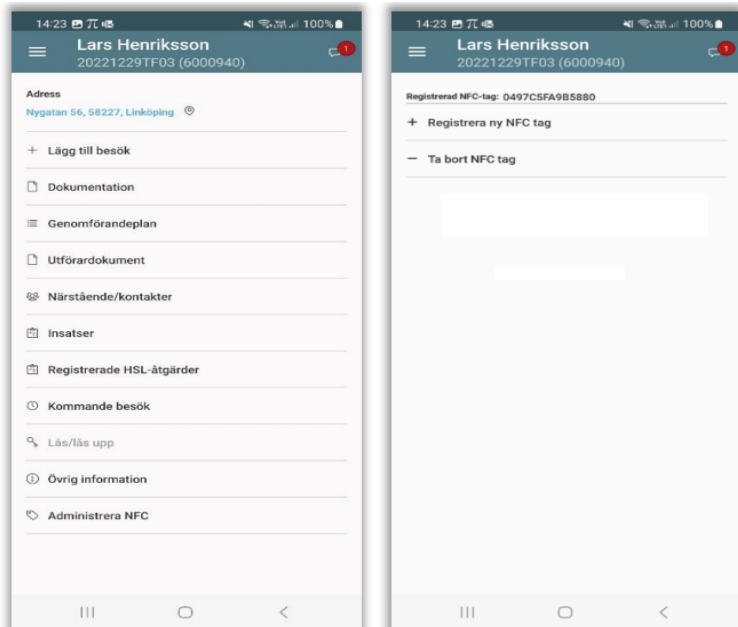 14:23 100%
Lars Henriksson
20221229TF03 (6000940)
1
Adress
Nygatan 56, 58227, Linköping
Lägg till besök
Dokumentation
Genomförandeplan
Utförardokument
Närstående/kontakter
Insatser
Registrerade HSL-åtgärder
Kommande besök
Lås/lås upp
Övrig information
Administrera NFC
14:23 100%
Lars Henriksson
20221229TF03 (6000940)
1
Registrerad NFC-tag: 0497C5FA9B5880
+ Registrera ny NFC tag
− Ta bort NFC tag